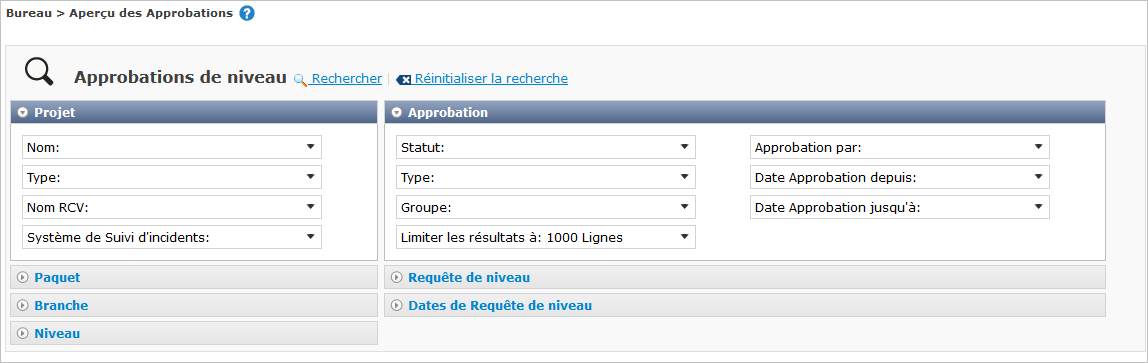 Bureau > Aperçu des Approbations ?
Approbations de niveau Rechercher | Réinitialiser la recherche
Projet
Nom:
Type:
Nom RCV:
Système de Suivi d'incidents:
Paquet
Branche
Niveau
Approbation
Statut:
Type:
Groupe:
Limiter les résultats à: 1000 Lignes
Approbation par:
Date Approbation depuis:
Date Approbation jusqu'à:
Requête de niveau
Dates de Requête de niveau